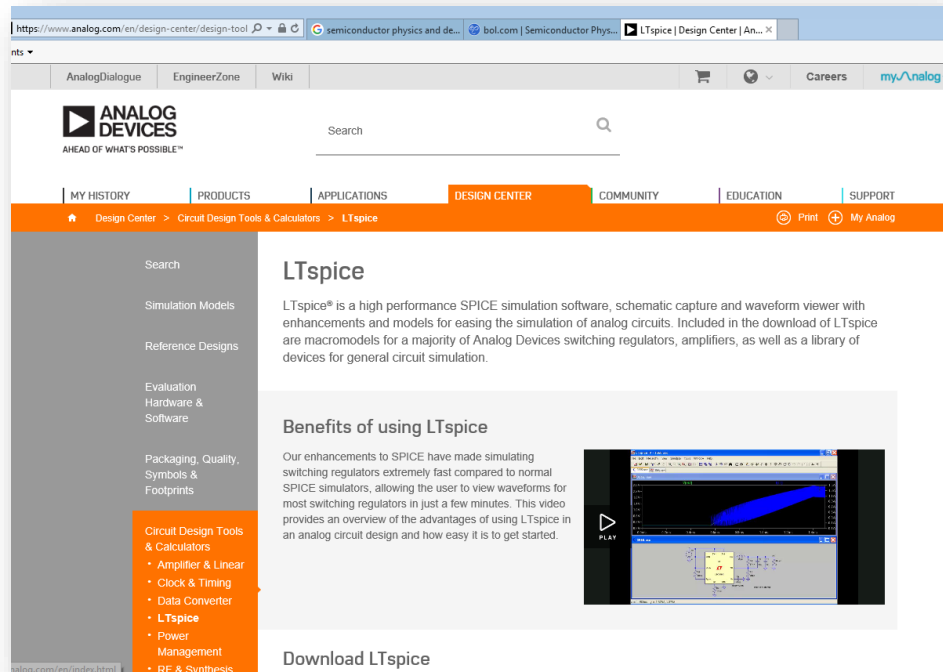 https://www.analog.com/en/design-center/design-tool
semiconductor physics and de...
bol.com | Semiconductor Phys...
LTspice | Design Center | An...
nts
AnalogDialogue
EngineerZone
Wiki
Careers
myAnalog
ANALOG
DEVICES
AHEAD OF WHAT'S POSSIBLE™
Search
MY HISTORY
PRODUCTS
APPLICATIONS
DESIGN CENTER
COMMUNITY
EDUCATION
SUPPORT
Design Center > Circuit Design Tools & Calculators > LTspice
Print
My Analog
Search
Simulation Models
Reference Designs
Evaluation
Hardware &
Software
Packaging, Quality,
Symbols &
Footprints
Circuit Design Tools
& Calculators
• Amplifier & Linear
• Clock & Timing
• Data Converter
• LTspice
• Power
Management
• RF & Synthesis
alog.com/en/index.html
LTspice
LTspice® is a high performance SPICE simulation software, schematic capture and waveform viewer with
enhancements and models for easing the simulation of analog circuits. Included in the download of LTspice
are macromodels for a majority of Analog Devices switching regulators, amplifiers, as well as a library of
devices for general circuit simulation.
Benefits of using LTspice
Our enhancements to SPICE have made simulating
switching regulators extremely fast compared to normal
SPICE simulators, allowing the user to view waveforms for
most switching regulators in just a few minutes. This video
provides an overview of the advantages of using LTspice in
an analog circuit design and how easy it is to get started.
PLAY
Download LTspice